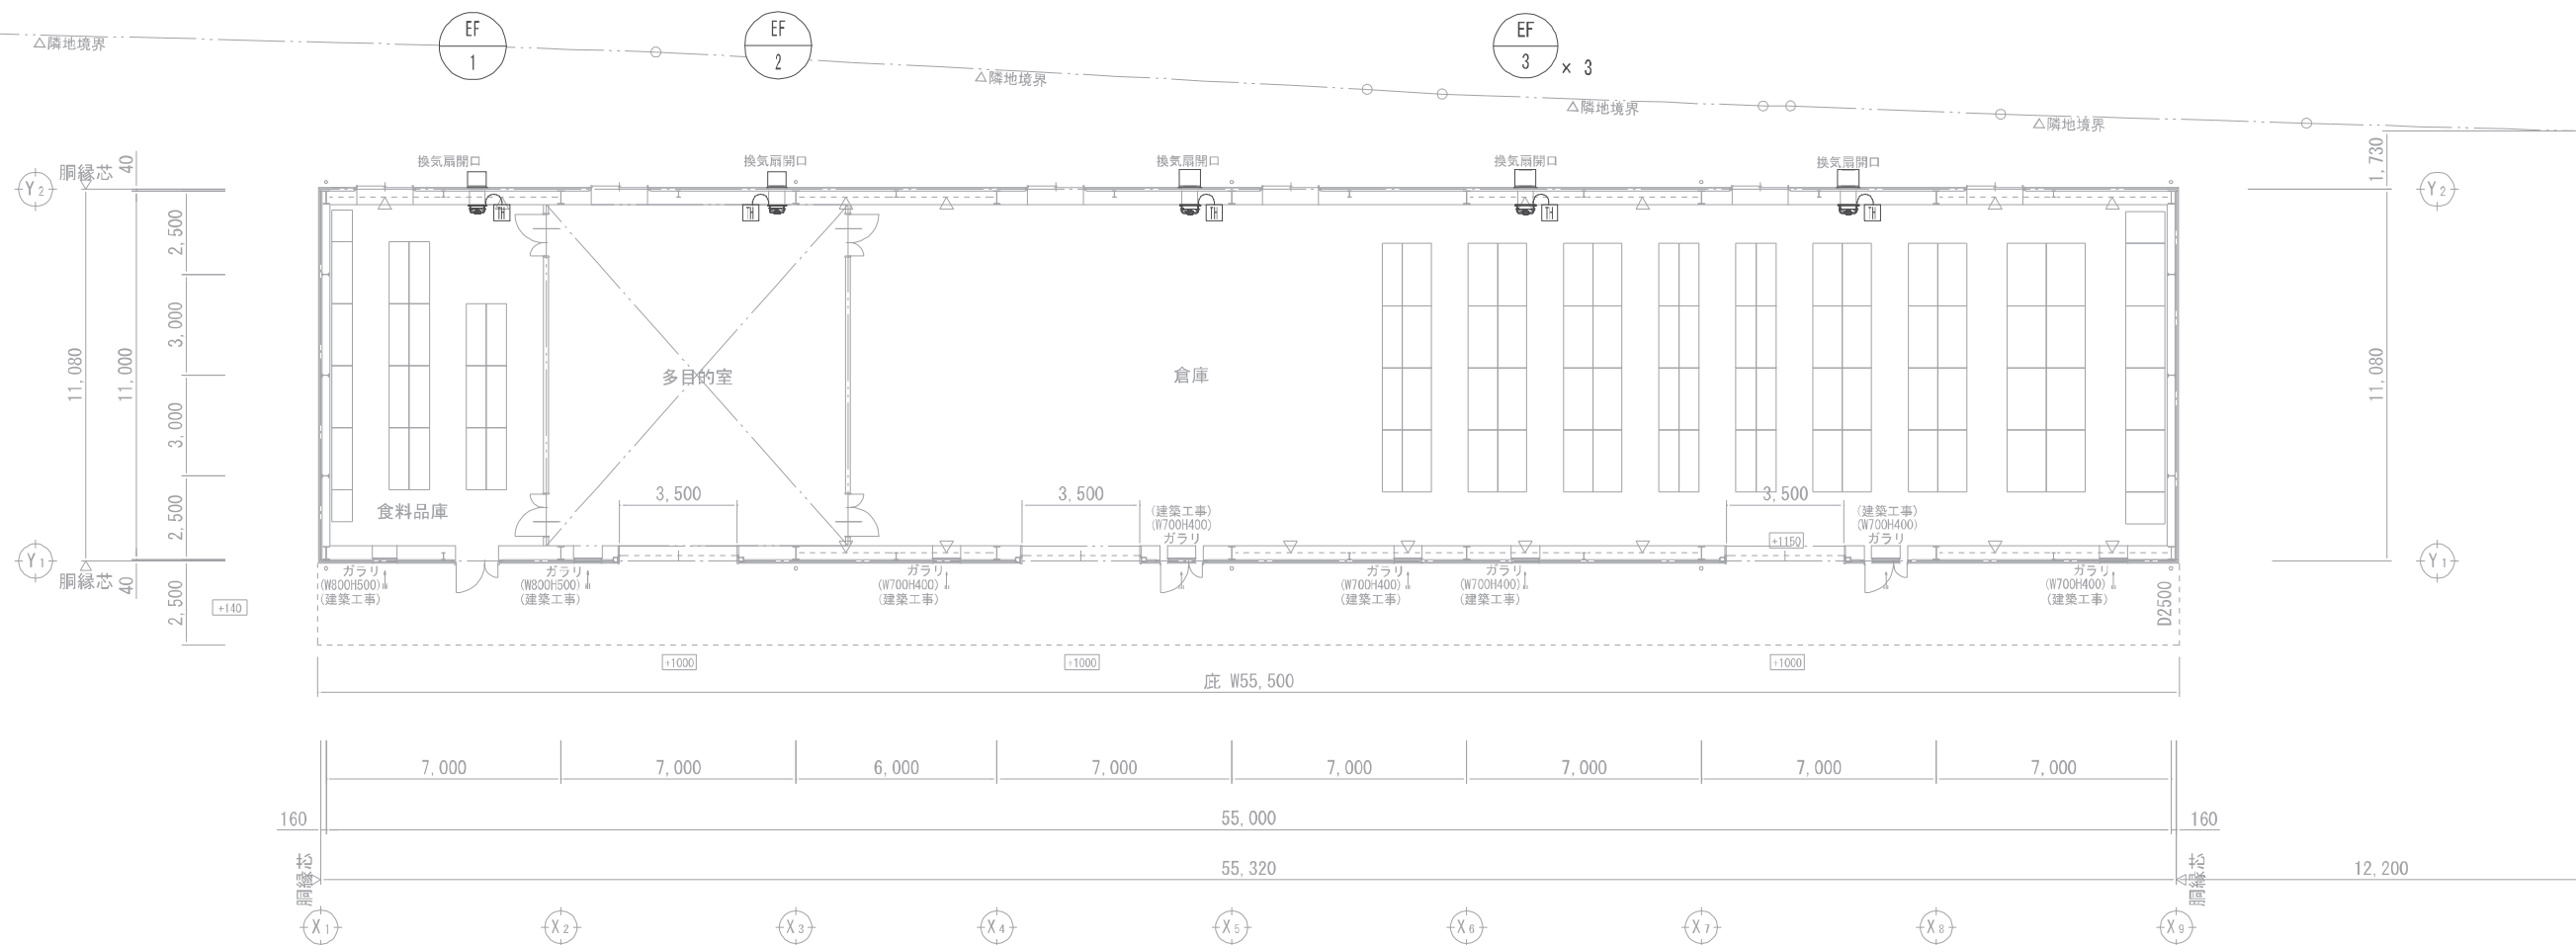 EF
1
EF
2
EF
3
× 3
△隣地境界
△隣地境界
△隣地境界
△隣地境界
換気扇開口
換気扇開口
換気扇開口
換気扇開口
換気扇開口
胴縁芯
40
1,730
Y2
Y2
TH
TH
TH
TH
TH
2,500
3,000
3,000
2,500
2,500
11,080
11,000
11,080
多目的室
倉庫
食料品庫
3,500
3,500
3,500
(建築工事)
(W700H400)
ガラリ
(建築工事)
(W700H400)
ガラリ
+1150
Y1
Y1
胴縁芯
40
+140
ガラリ
(W800H500)
(建築工事)
ガラリ
(W800H500)
(建築工事)
ガラリ
(W700H400)
(建築工事)
ガラリ
(W700H400)
(建築工事)
ガラリ
(W700H400)
(建築工事)
ガラリ
(W700H400)
(建築工事)
D2500
+1000
+1000
+1000
庇 W55,500
7,000
7,000
6,000
7,000
7,000
7,000
7,000
7,000
160
55,000
160
胴縁芯
55,320
胴縁芯
12,200
X1
X2
X3
X4
X5
X6
X7
X8
X9